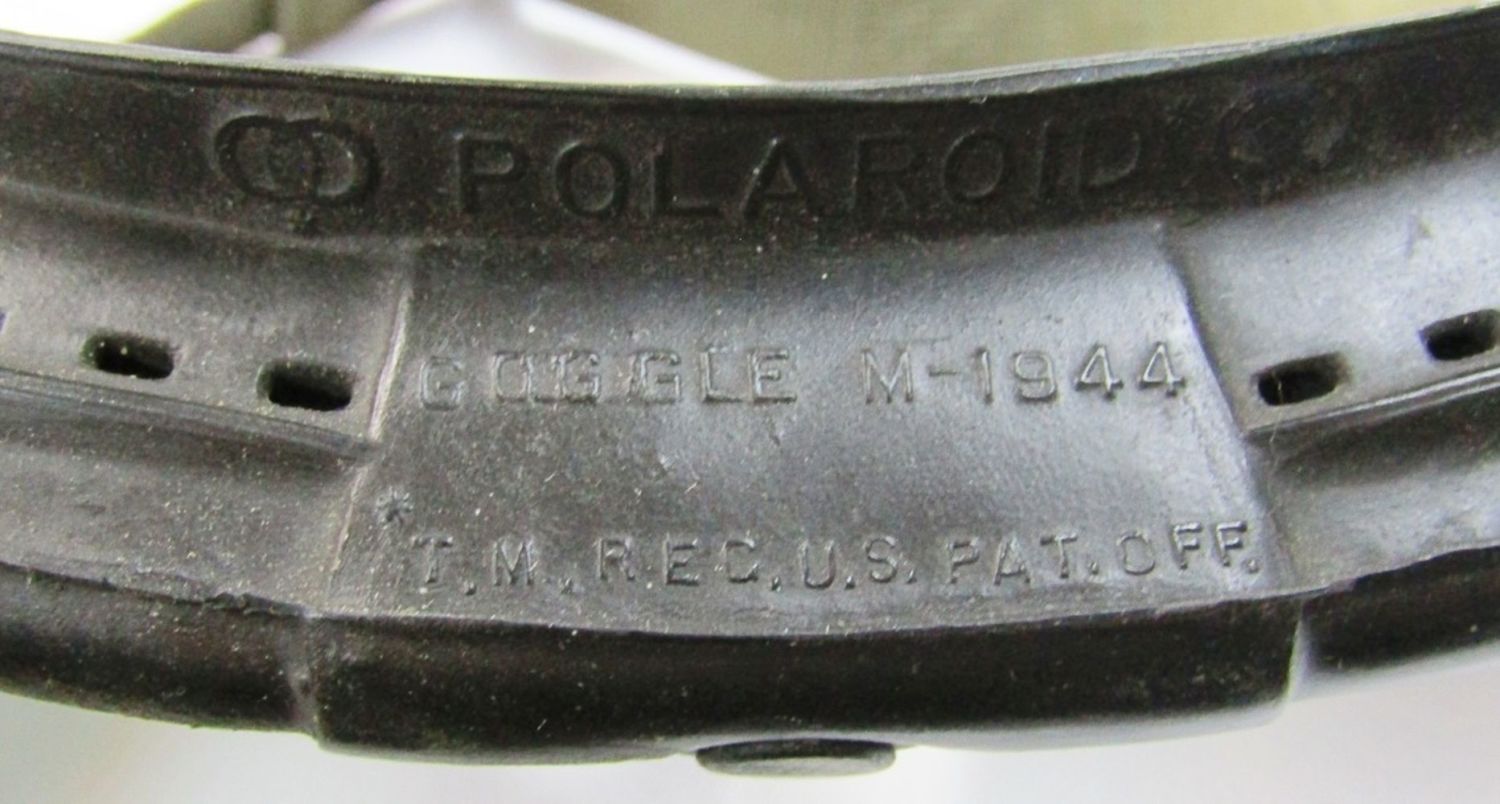 POLAROID
GOGGLE M-1944
*T.M. REG. U.S. PAT. OFF.